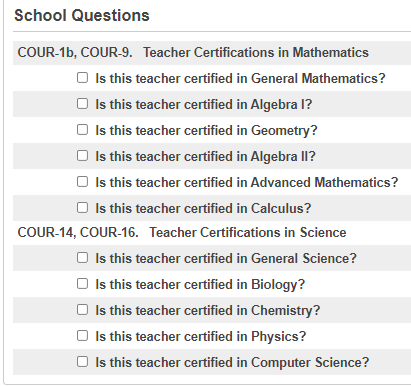 School Questions
COUR-1b, COUR-9. Teacher Certifications in Mathematics
Is this teacher certified in General Mathematics?
Is this teacher certified in Algebra I?
Is this teacher certified in Geometry?
Is this teacher certified in Algebra II?
Is this teacher certified in Advanced Mathematics?
Is this teacher certified in Calculus?
COUR-14, COUR-16. Teacher Certifications in Science
Is this teacher certified in General Science?
Is this teacher certified in Biology?
Is this teacher certified in Chemistry?
Is this teacher certified in Physics?
Is this teacher certified in Computer Science?